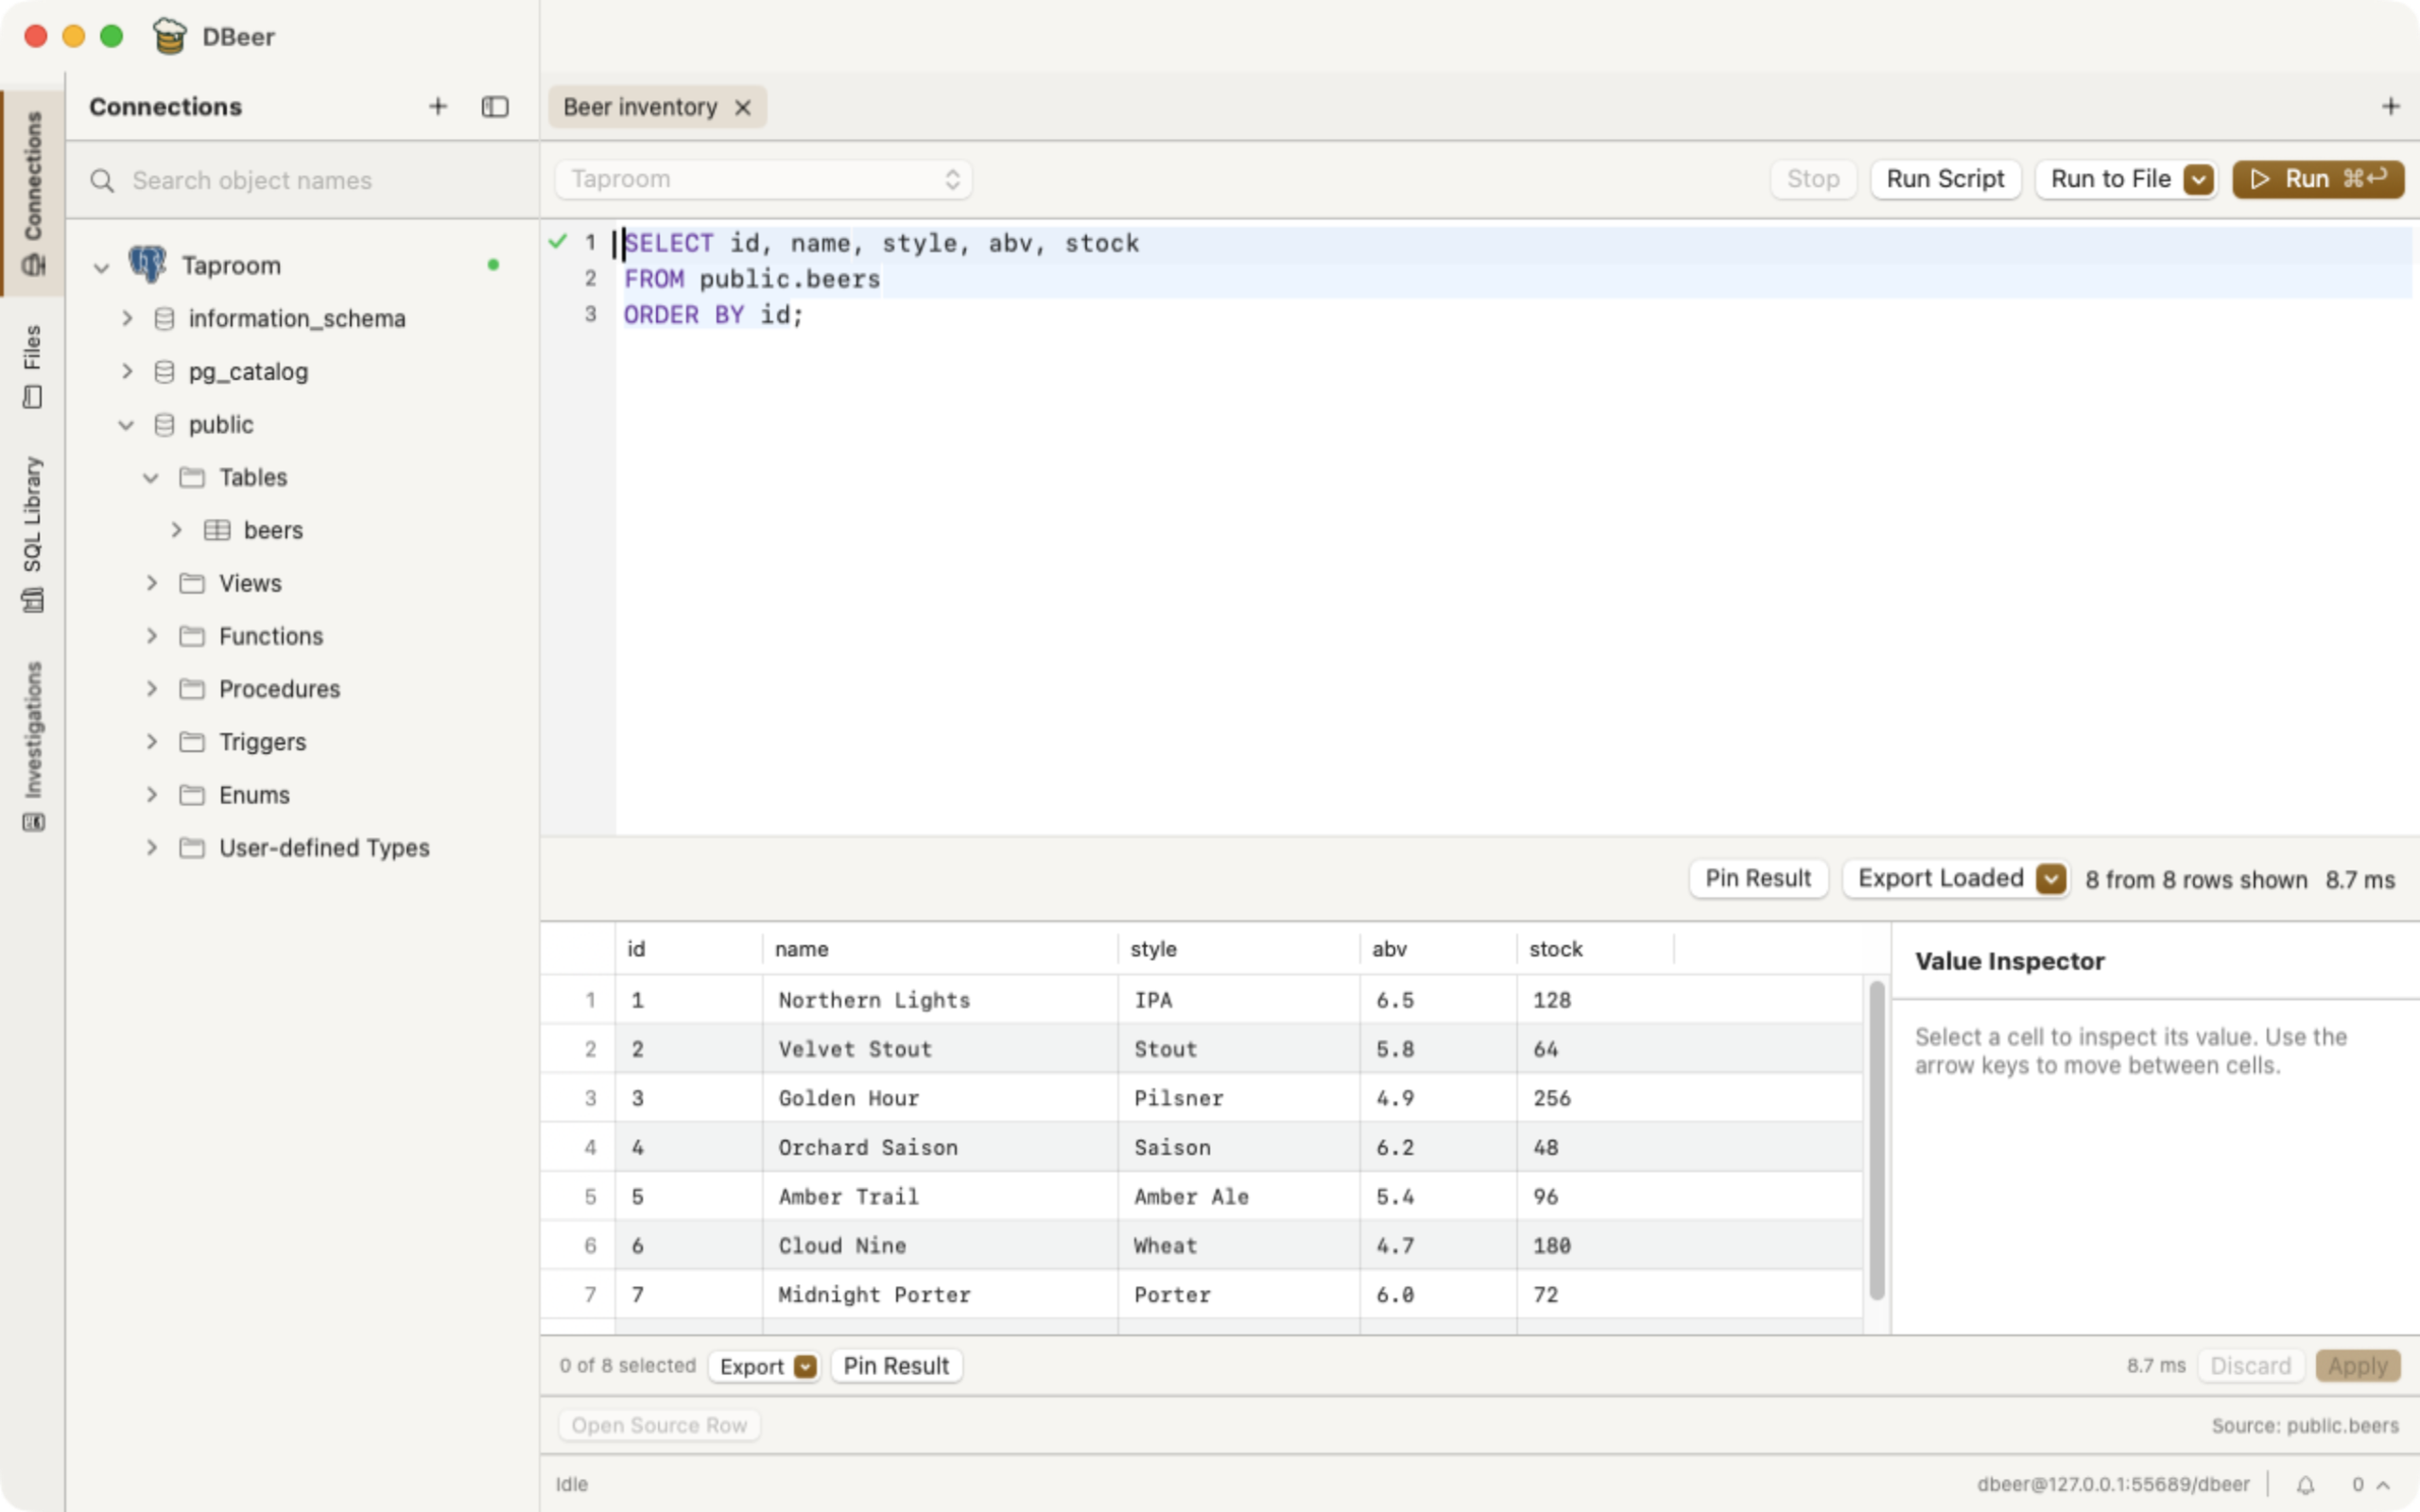 DBeer
Connections
Files
SQL Library
Investigations
Connections
Search object names
Taproom
information_schema
pg_catalog
public
Tables
beers
Views
Functions
Procedures
Triggers
Enums
User-defined Types
Beer inventory
Taproom
Stop Run Script Run to File Run ⌘↩
1 SELECT id, name, style, abv, stock
2 FROM public.beers
3 ORDER BY id;
Pin Result Export Loaded 8 from 8 rows shown 8.7 ms
id name style abv stock
1 1 Northern Lights IPA 6.5 128
2 2 Velvet Stout Stout 5.8 64
3 3 Golden Hour Pilsner 4.9 256
4 4 Orchard Saison Saison 6.2 48
5 5 Amber Trail Amber Ale 5.4 96
6 6 Cloud Nine Wheat 4.7 180
7 7 Midnight Porter Porter 6.0 72
Value Inspector
Select a cell to inspect its value. Use the
arrow keys to move between cells.
0 of 8 selected Export Pin Result 8.7 ms Discard Apply
Open Source Row Source: public.beers
Idle dbeer@127.0.0.1:55689/dbeer 0